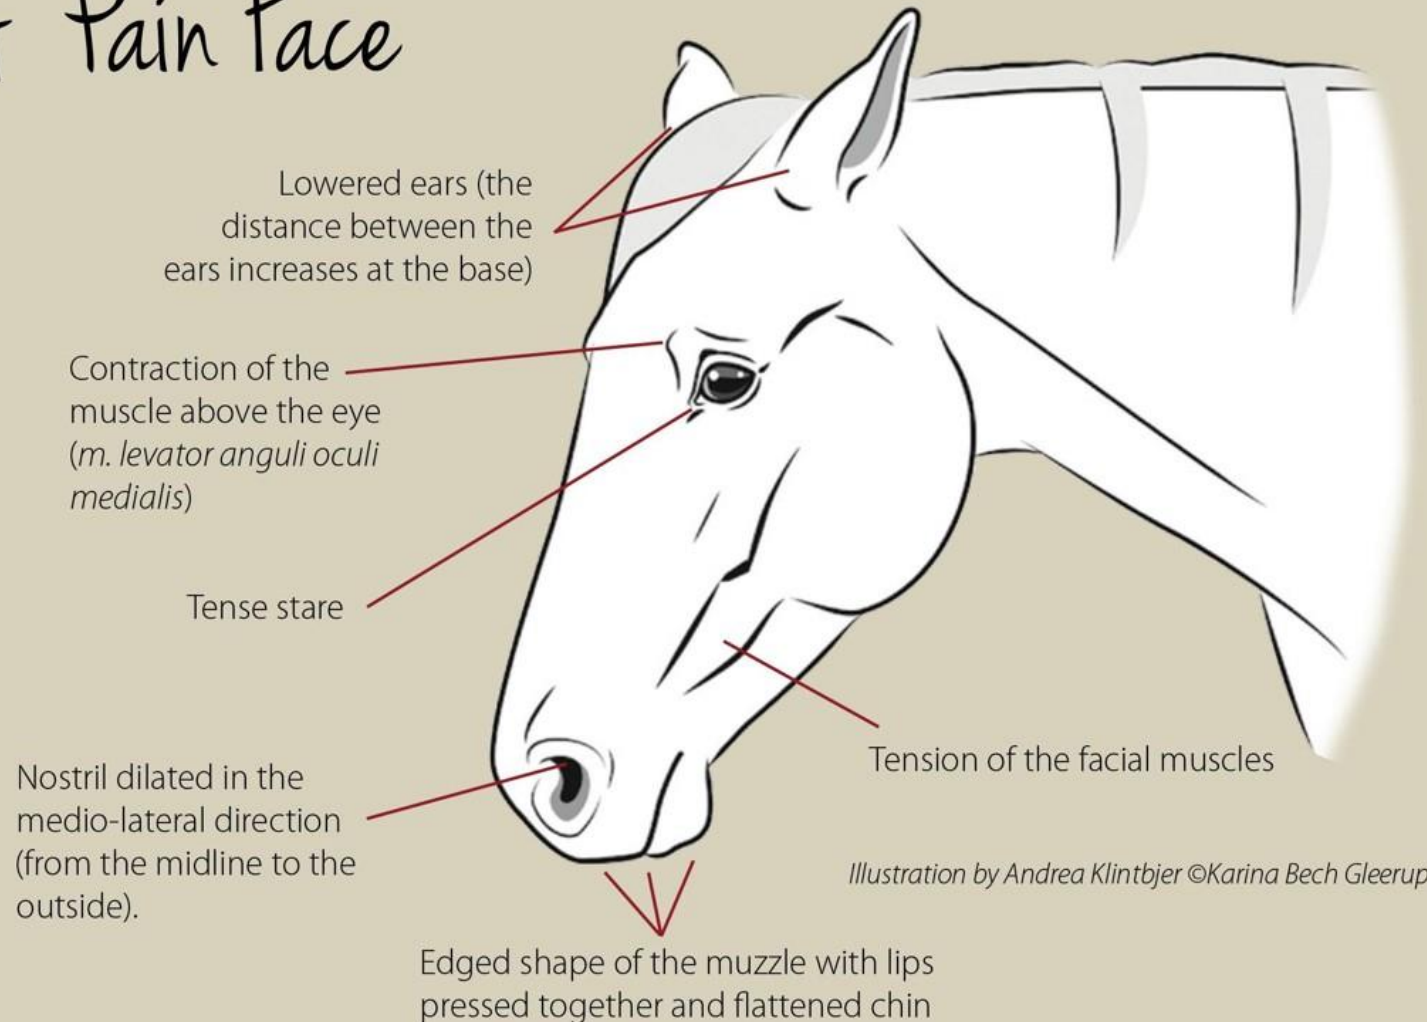 Pain Face
Lowered ears (the
distance between the
ears increases at the base)
Contraction of the
muscle above the eye
(m. levator anguli oculi
medialis)
Tense stare
Nostril dilated in the
medio-lateral direction
(from the midline to the
outside).
Tension of the facial muscles
Illustration by Andrea Klintbjer ©Karina Bech Gleerup
Edged shape of the muzzle with lips
pressed together and flattened chin